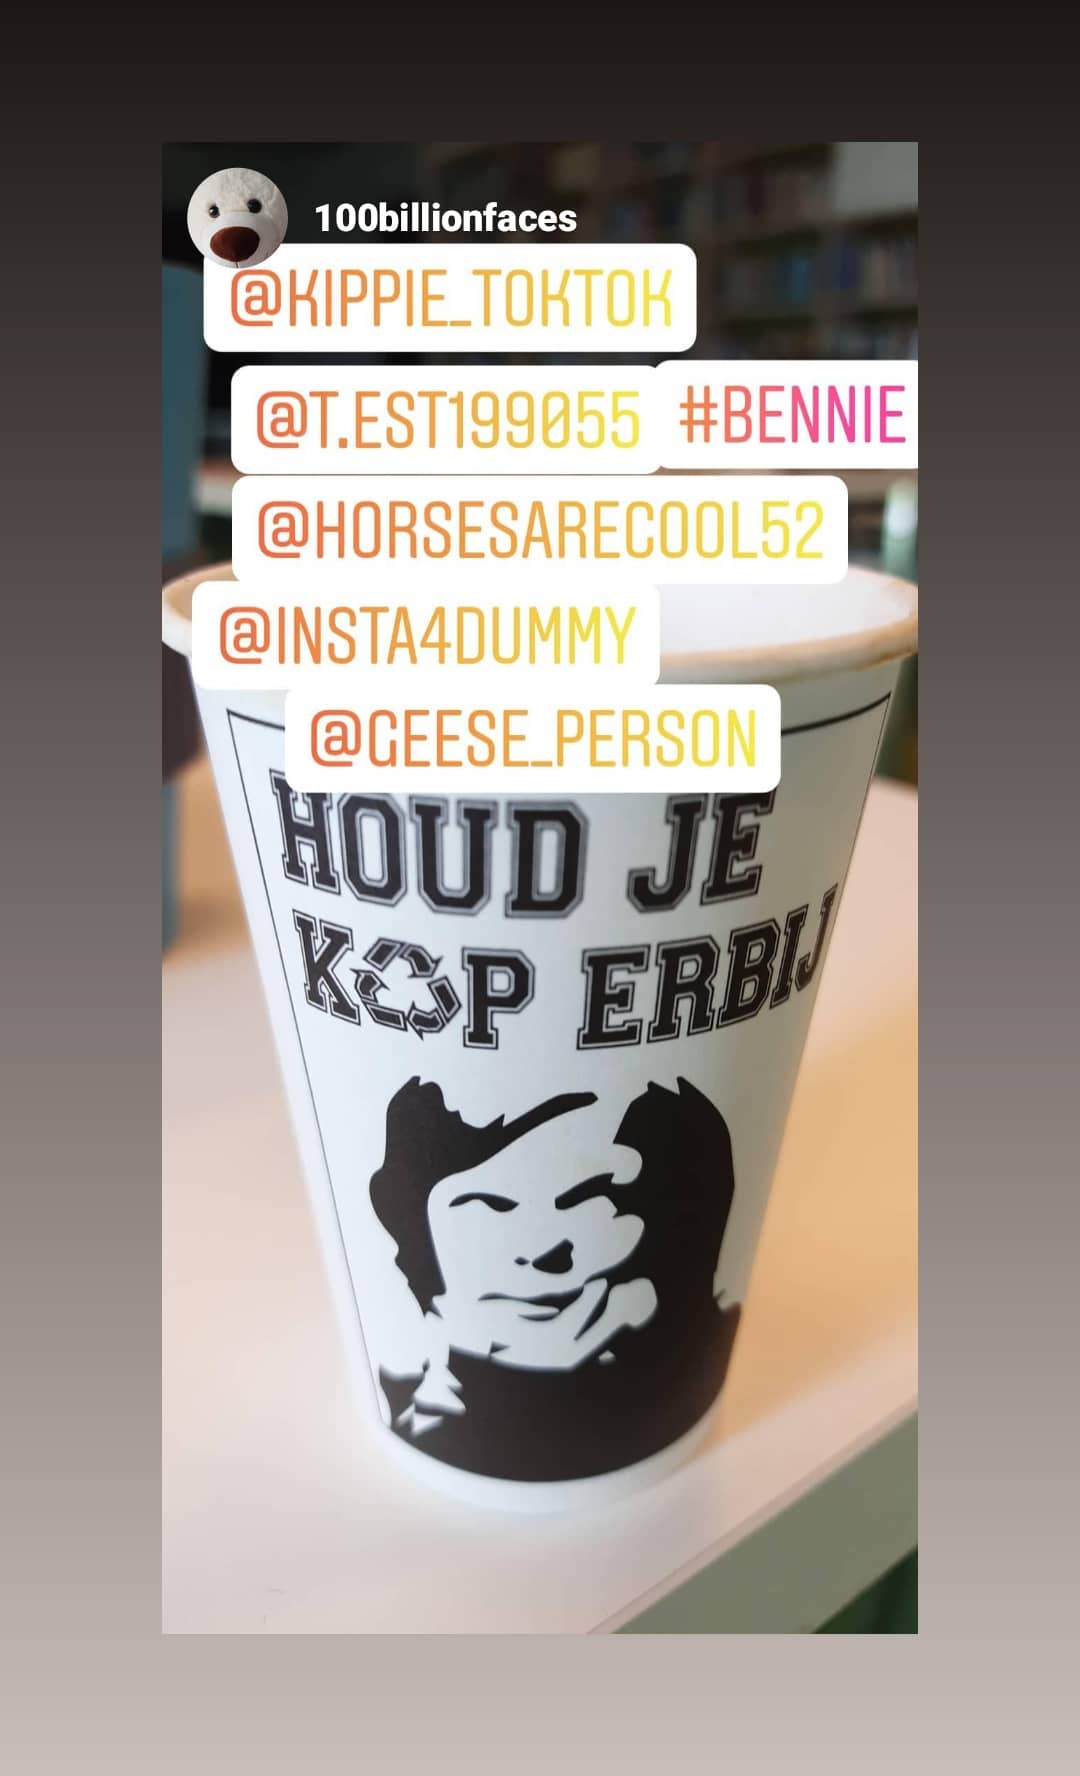 100billionfaces
@KIPPIE_TOKTOK
@T.EST199055 #BENNIE
@HORSESARECOOL52
@INSTA4DUMMY
@GEESE_PERSON
HOUD JE
KOP ERBIJ